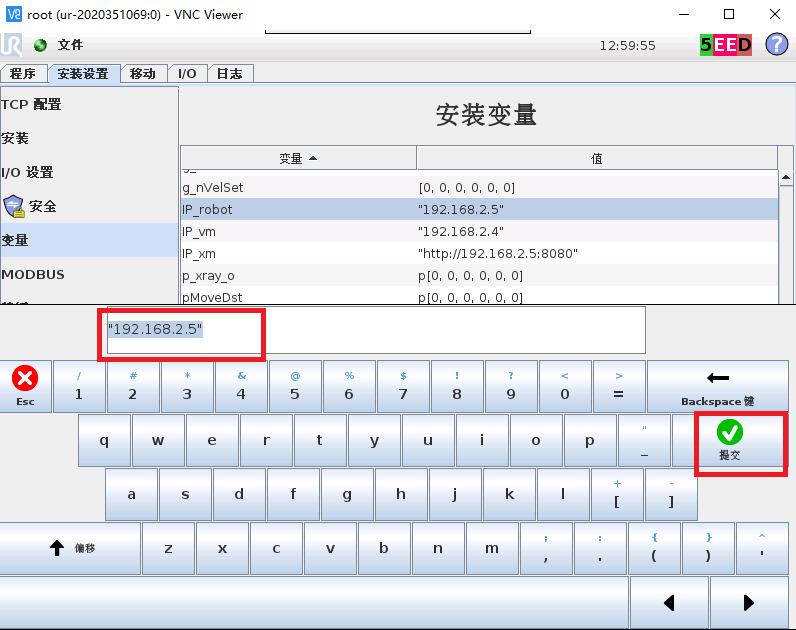 root (ur-2020351069:0) - VNC Viewer
文件
12:59:55
5EED
?
程序 安装设置 移动 I/O 日志
TCP 配置
安装
I/O 设置
安全
变量
MODBUS
安装变量
变量 值
g_nVelSet [0, 0, 0, 0, 0, 0]
IP_robot "192.168.2.5"
IP_vm "192.168.2.4"
IP_xm "http://192.168.2.5:8080"
p_xray_o p[0, 0, 0, 0, 0, 0]
pMoveDst p[0, 0, 0, 0, 0, 0]
"192.168.2.5"
/ # * & @ % $ ! ? < >
Esc 1 2 3 4 5 6 7 8 9 0 = Backspace 键
"
q w e r t y u i o p _ 提交
+ -
a s d f g h j k l [ ]
; : { } ^
偏移 z x c v b n m , . ( ) '